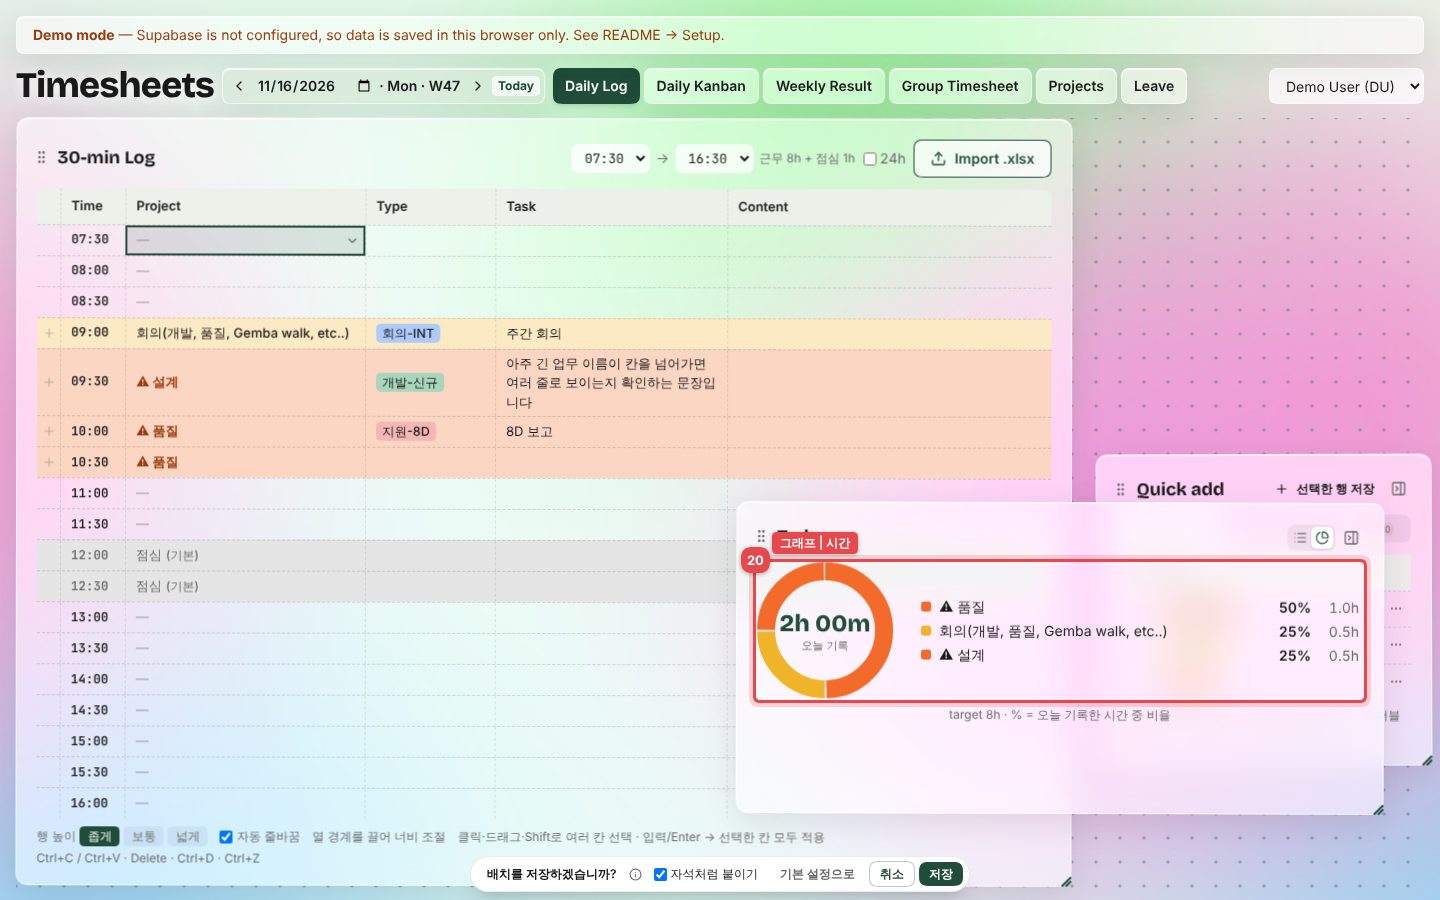 Demo mode — Supabase is not configured, so data is saved in this browser only. See README → Setup.
Timesheets
11/16/2026 · Mon · W47 Today
Daily Log
Daily Kanban
Weekly Result
Group Timesheet
Projects
Leave
Demo User (DU)
30-min Log
07:30 → 16:30 근무 8h + 점심 1h 24h Import .xlsx
Time Project Type Task Content
07:30 —
08:00 —
08:30 —
+ 09:00 회의(개발, 품질, Gemba walk, etc..) 회의-INT 주간 회의
+ 09:30 ⚠ 설계 개발-신규 아주 긴 업무 이름이 칸을 넘어가면
여러 줄로 보이는지 확인하는 문장입
니다
+ 10:00 ⚠ 품질 지원-8D 8D 보고
+ 10:30 ⚠ 품질
11:00 —
11:30 —
12:00 점심 (기본)
12:30 점심 (기본)
13:00 —
13:30 —
14:00 —
14:30 —
15:00 —
15:30 —
16:00 —
행 높이 좁게 보통 넓게 자동 줄바꿈 열 경계를 끌어 너비 조절 클릭·드래그·Shift로 여러 칸 선택 · 입력/Enter → 선택한 칸 모두 적용
Ctrl+C / Ctrl+V · Delete · Ctrl+D · Ctrl+Z
Quick add + 선택한 행 저장
그래프 | 시간
20
2h 00m
오늘 기록
⚠ 품질 50% 1.0h
회의(개발, 품질, Gemba walk, etc..) 25% 0.5h
⚠ 설계 25% 0.5h
target 8h · % = 오늘 기록한 시간 중 비율
배치를 저장하겠습니까? 자석처럼 붙이기 기본 설정으로 취소 저장